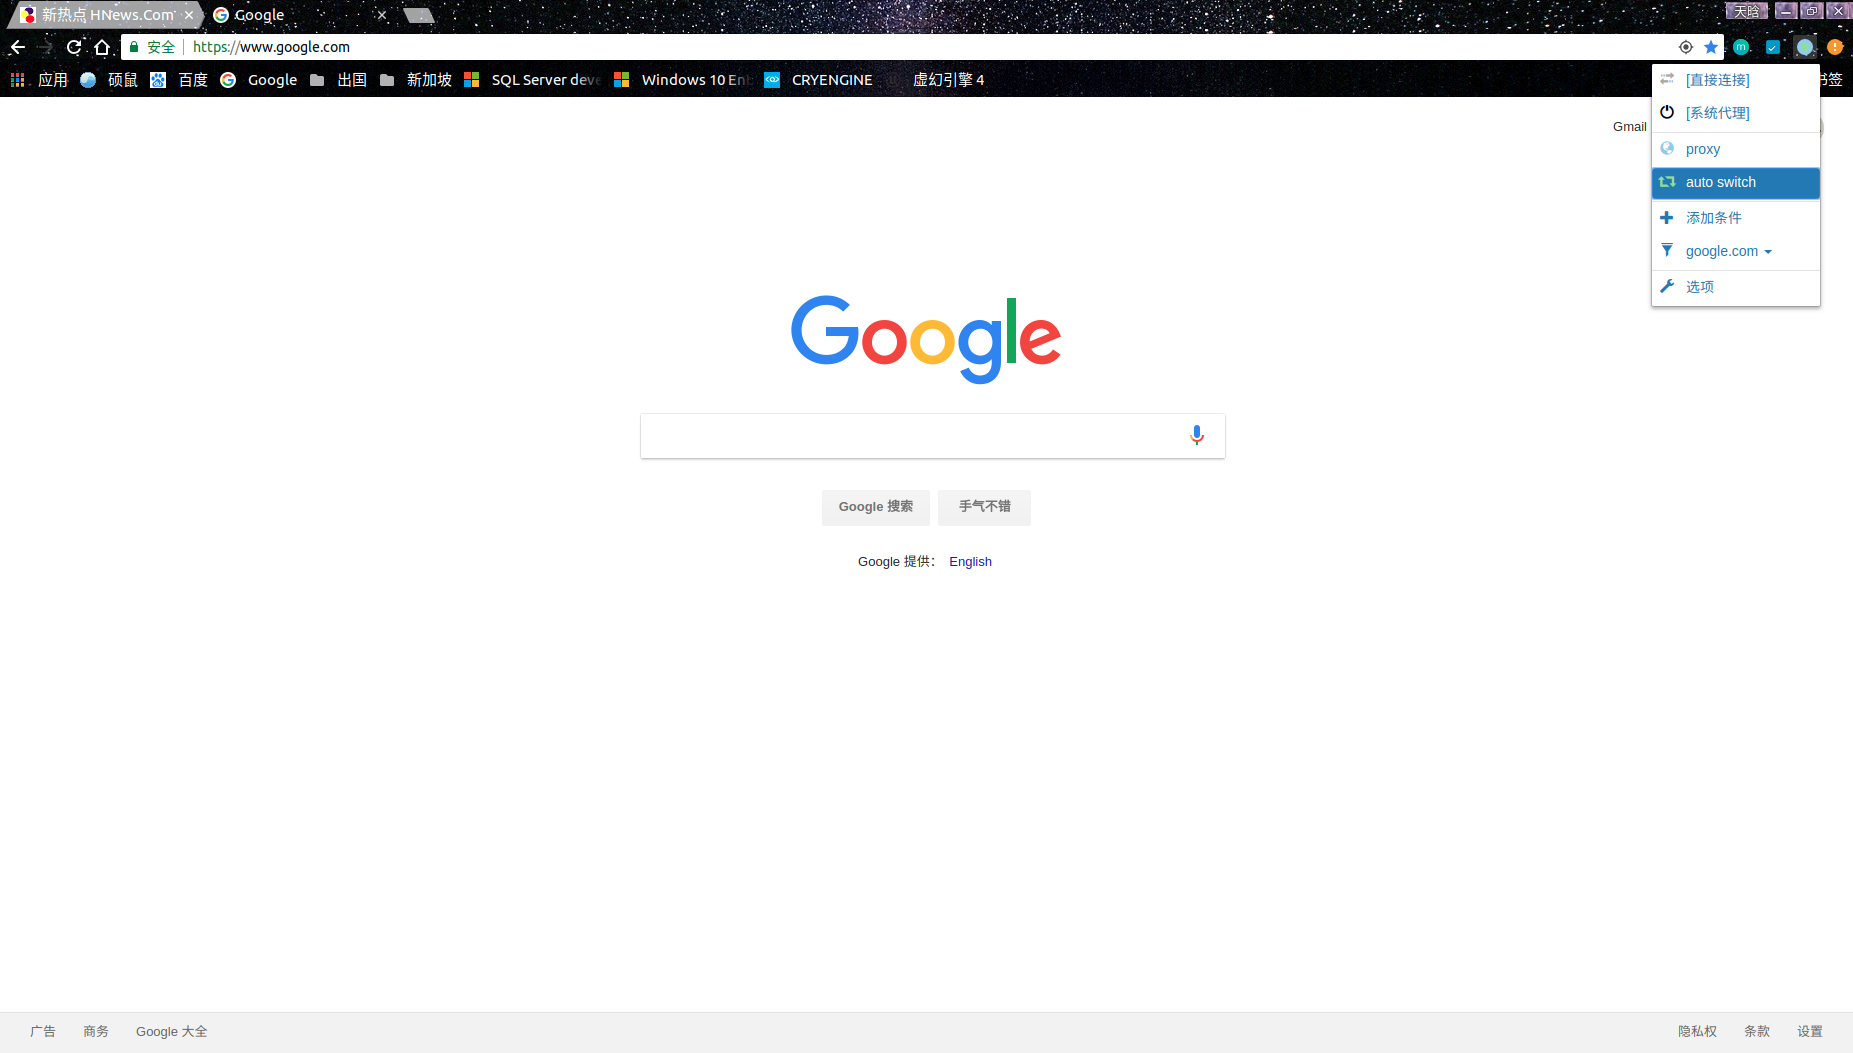 新热点 HNews.Com
Google
天晗
安全 https://www.google.com
应用 硕鼠 百度 Google 出国 新加坡 SQL Server deve Windows 10 En CRYENGINE 虚幻引擎 4 书签
[直接连接]
[系统代理]
proxy
auto switch
添加条件
google.com
选项
Gmail
Google
Google 搜索 手气不错
Google 提供： English
广告 商务 Google 大全 隐私权 条款 设置